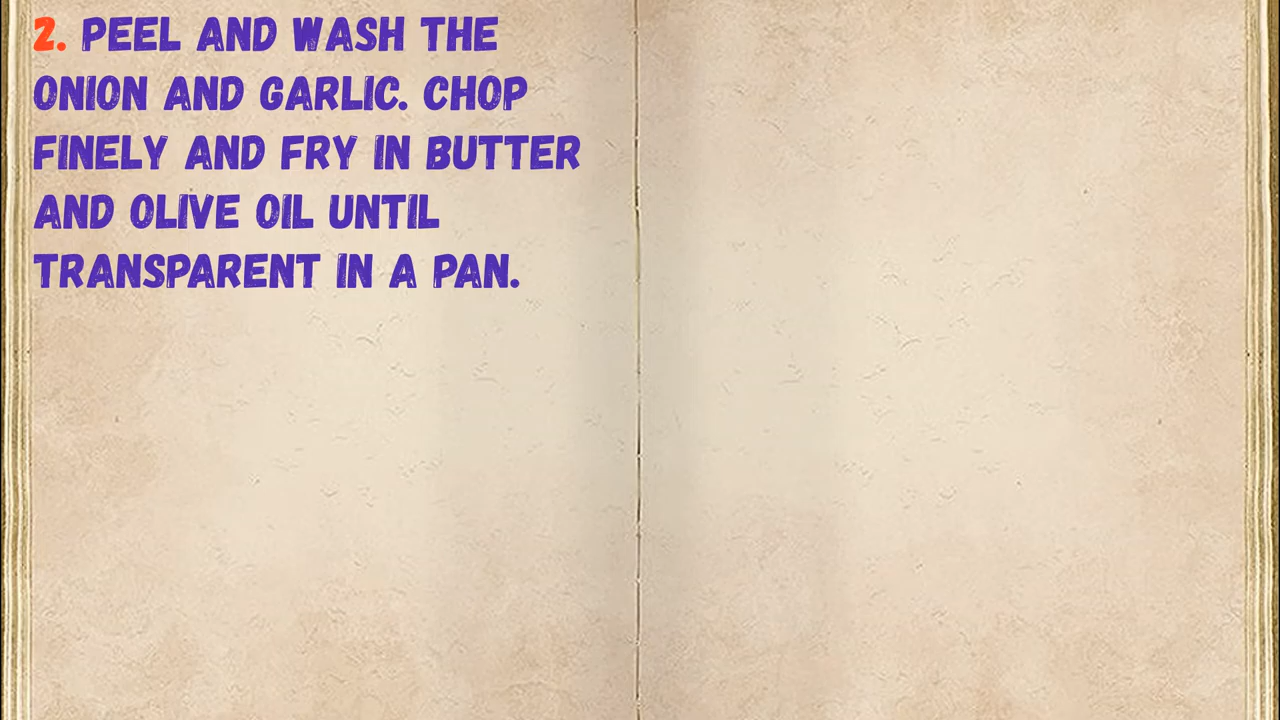 2. PEEL AND WASH THE
ONION AND GARLIC. CHOP
FINELY AND FRY IN BUTTER
AND OLIVE OIL UNTIL
TRANSPARENT IN A PAN.